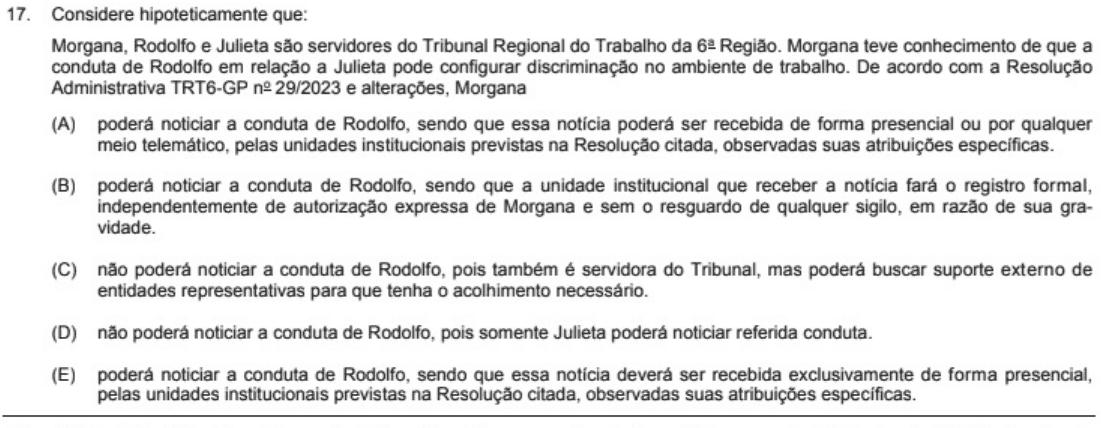 17. Considere hipoteticamente que:
Morgana, Rodolfo e Julieta são servidores do Tribunal Regional do Trabalho da 6ª Região. Morgana teve conhecimento de que a
conduta de Rodolfo em relação a Julieta pode configurar discriminação no ambiente de trabalho. De acordo com a Resolução
Administrativa TRT6-GP nº 29/2023 e alterações, Morgana
(A) poderá noticiar a conduta de Rodolfo, sendo que essa notícia poderá ser recebida de forma presencial ou por qualquer
meio telemático, pelas unidades institucionais previstas na Resolução citada, observadas suas atribuições específicas.
(B) poderá noticiar a conduta de Rodolfo, sendo que a unidade institucional que receber a notícia fará o registro formal,
independentemente de autorização expressa de Morgana e sem o resguardo de qualquer sigilo, em razão de sua gra-
vidade.
(C) não poderá noticiar a conduta de Rodolfo, pois também é servidora do Tribunal, mas poderá buscar suporte externo de
entidades representativas para que tenha o acolhimento necessário.
(D) não poderá noticiar a conduta de Rodolfo, pois somente Julieta poderá noticiar referida conduta.
(E) poderá noticiar a conduta de Rodolfo, sendo que essa notícia deverá ser recebida exclusivamente de forma presencial,
pelas unidades institucionais previstas na Resolução citada, observadas suas atribuições específicas.